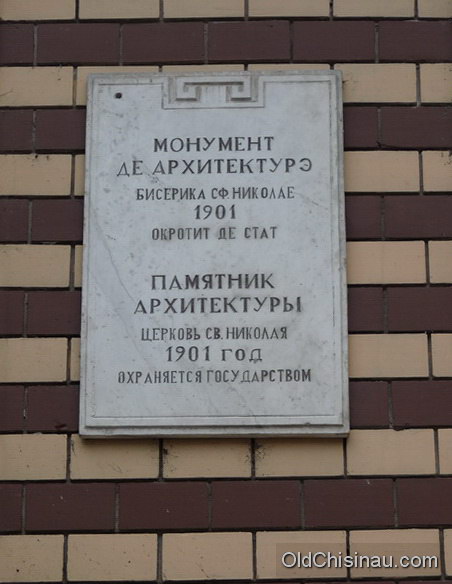 МОНУМЕНТ
ДЕ АРХИТЕКТУРЭ
БИСЕРИКА СФ. НИКОЛАЕ
1901
ОКРОТИТ ДЕ СТАТ
ПАМЯТНИК
АРХИТЕКТУРЫ
ЦЕРКОВЬ СВ. НИКОЛАЯ
1901 ГОД
ОХРАНЯЕТСЯ ГОСУДАРСТВОМ
OldChisinau.com